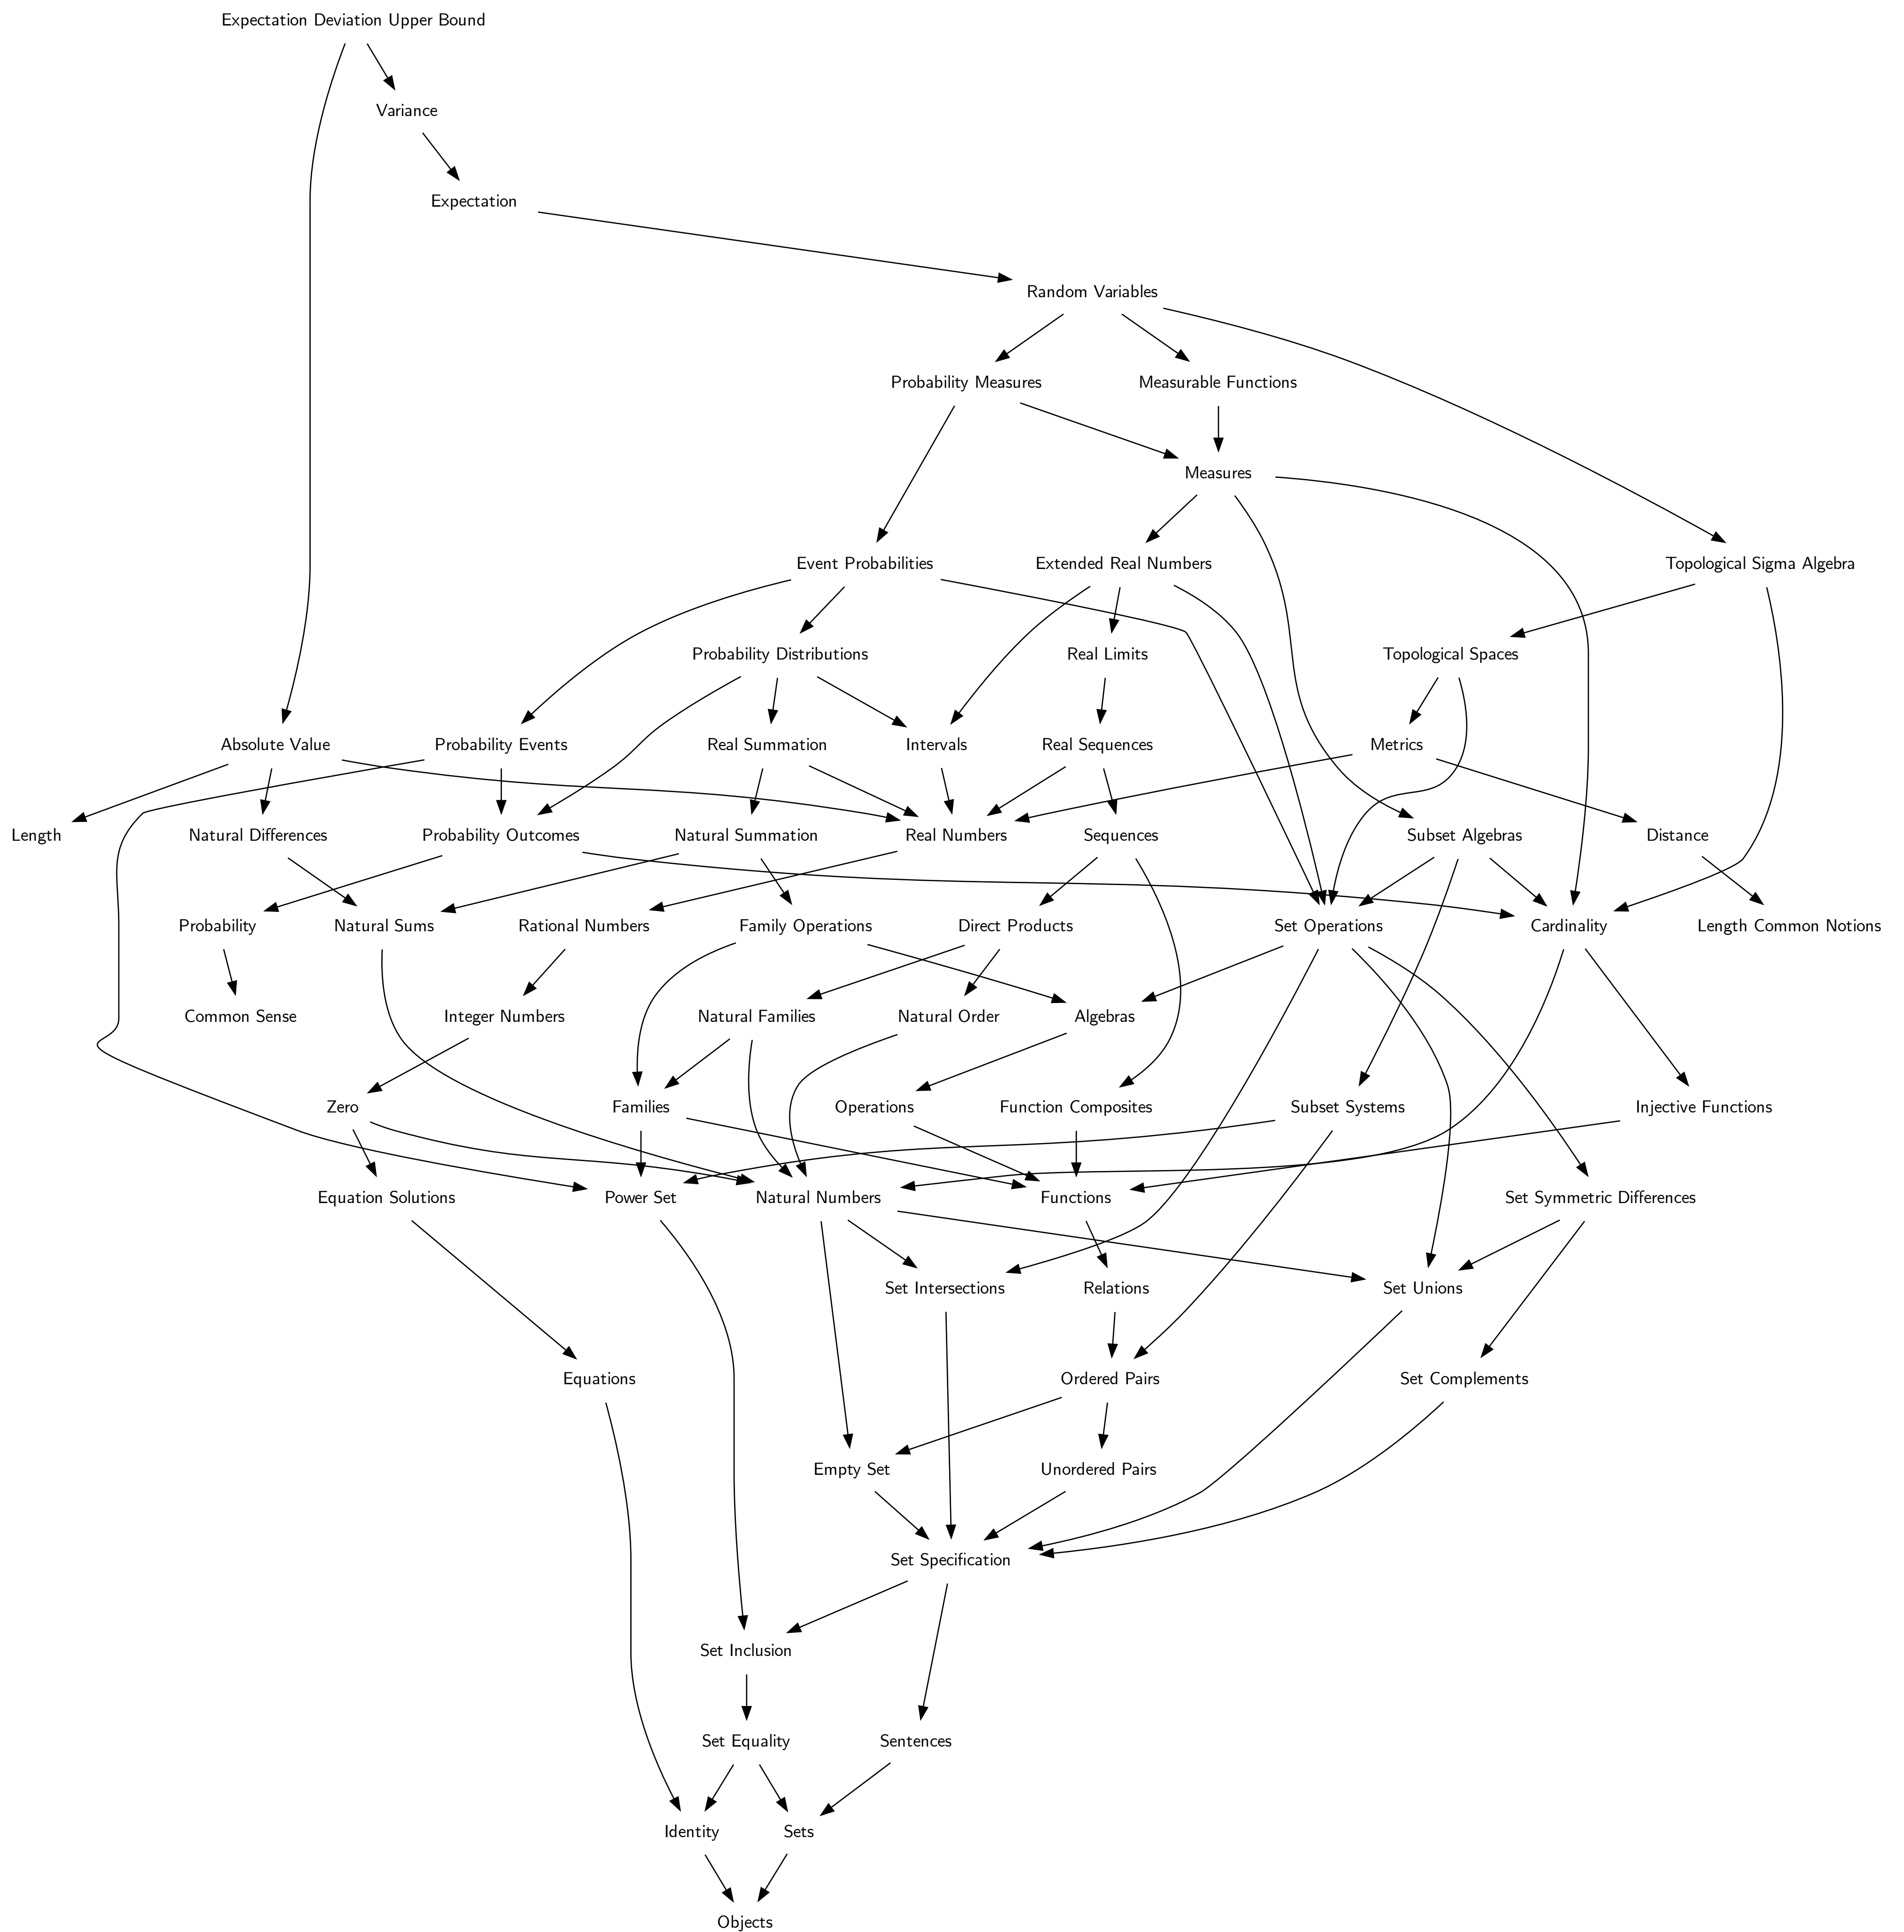 Expectation Deviation Upper Bound
Variance
Expectation
Random Variables
Probability Measures
Measurable Functions
Measures
Event Probabilities
Extended Real Numbers
Topological Sigma Algebra
Probability Distributions
Real Limits
Topological Spaces
Absolute Value
Probability Events
Real Summation
Intervals
Real Sequences
Metrics
Length
Natural Differences
Probability Outcomes
Natural Summation
Real Numbers
Sequences
Subset Algebras
Distance
Probability
Natural Sums
Rational Numbers
Family Operations
Direct Products
Set Operations
Cardinality
Length Common Notions
Common Sense
Integer Numbers
Natural Families
Natural Order
Algebras
Zero
Families
Operations
Function Composites
Subset Systems
Injective Functions
Equation Solutions
Power Set
Natural Numbers
Functions
Set Symmetric Differences
Set Intersections
Relations
Set Unions
Equations
Ordered Pairs
Set Complements
Empty Set
Unordered Pairs
Set Specification
Set Inclusion
Set Equality
Sentences
Identity
Sets
Objects